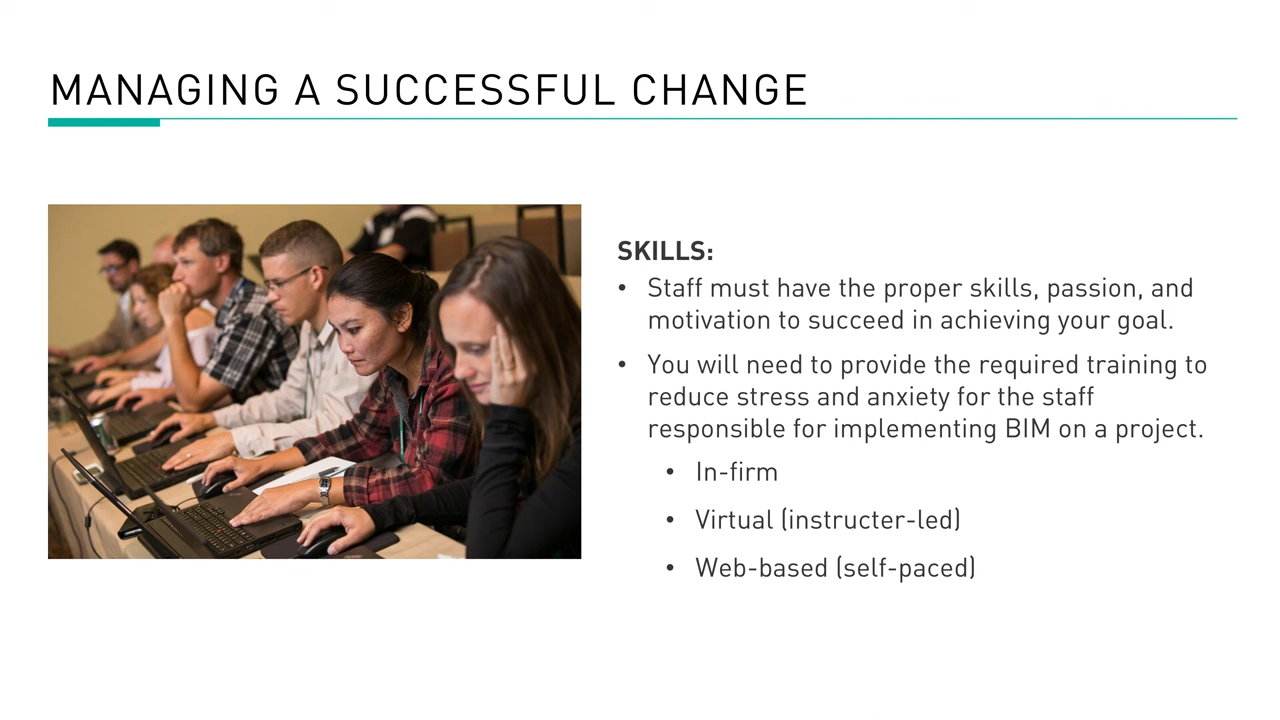 MANAGING A SUCCESSFUL CHANGE
SKILLS:
• Staff must have the proper skills, passion, and
motivation to succeed in achieving your goal.
• You will need to provide the required training to
reduce stress and anxiety for the staff
responsible for implementing BIM on a project.
• In-firm
• Virtual (instructer-led)
• Web-based (self-paced)